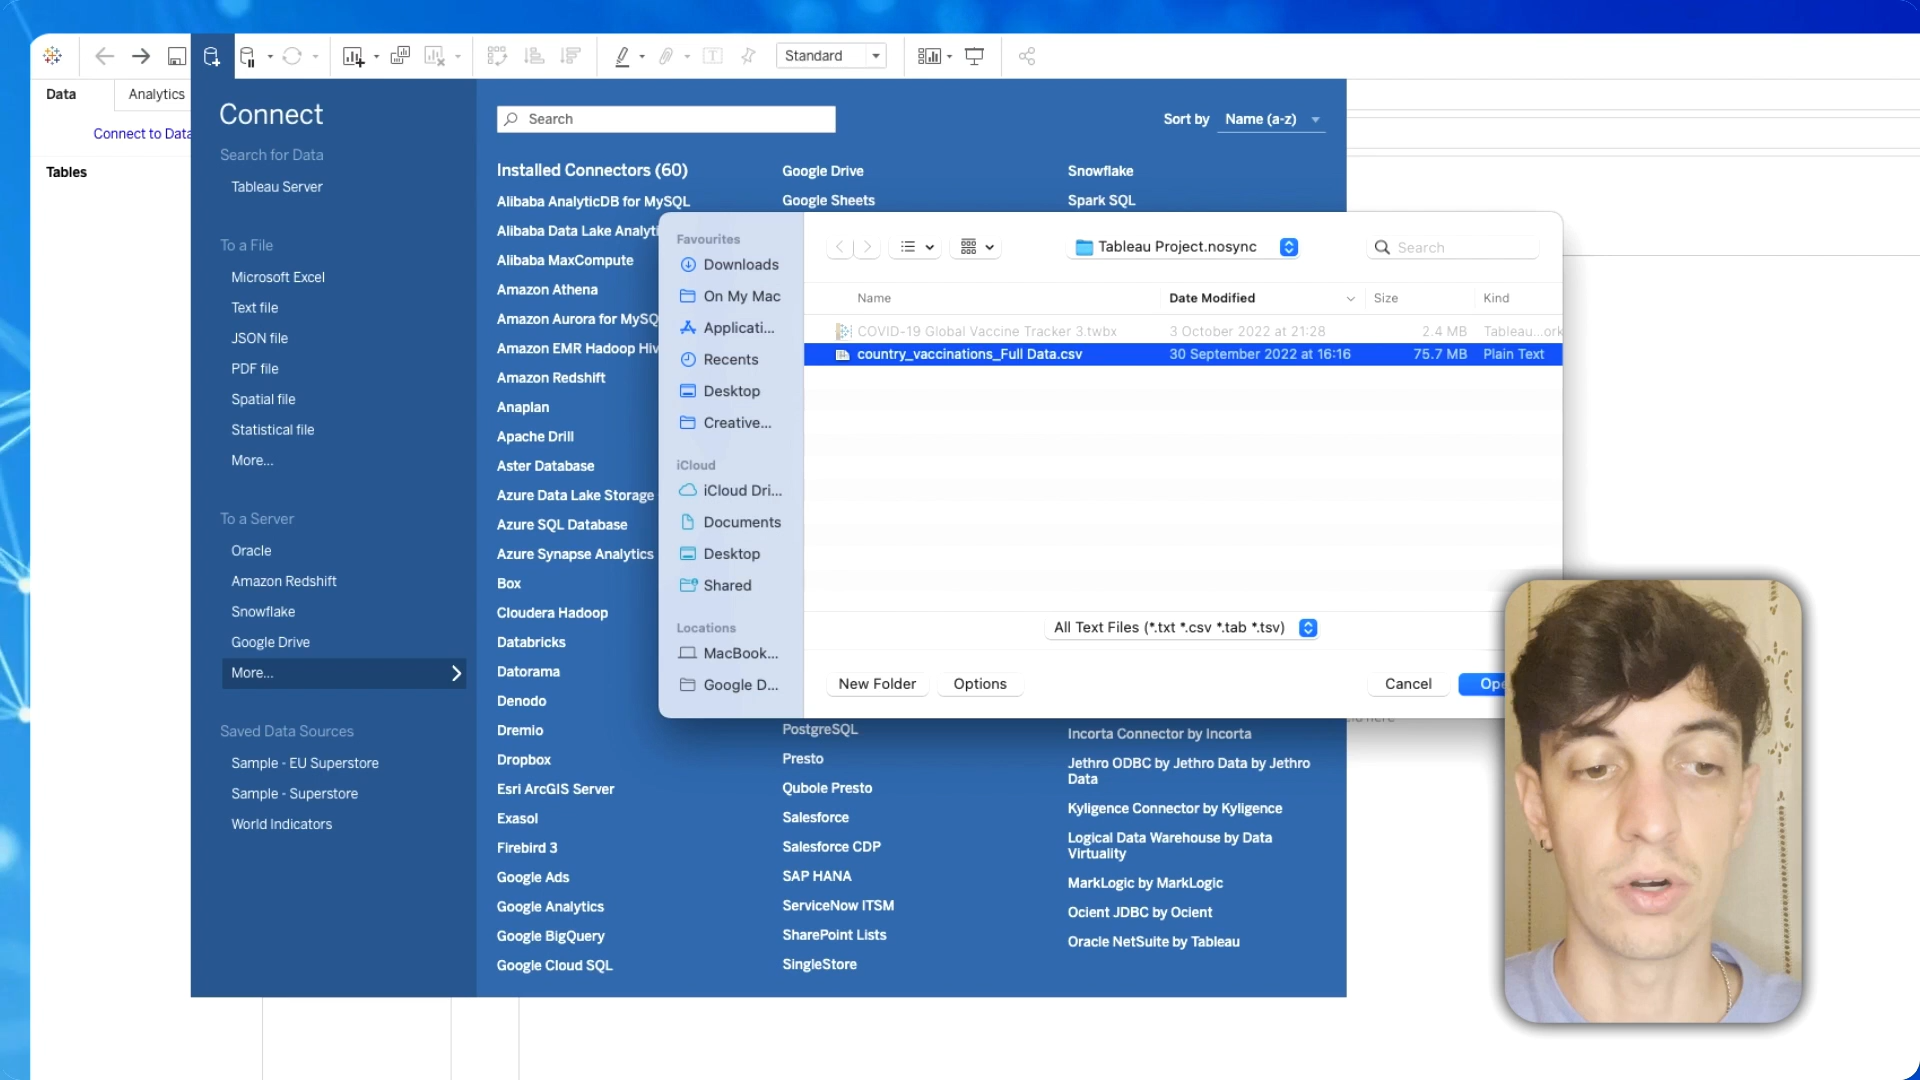 Standard
Data
Analytics
Connect to Data
Tables
Connect
Search for Data
Tableau Server
To a File
Microsoft Excel
Text file
JSON file
PDF file
Spatial file
Statistical file
More...
To a Server
Oracle
Amazon Redshift
Snowflake
Google Drive
More...
Saved Data Sources
Sample - EU Superstore
Sample - Superstore
World Indicators
Search
Sort by Name (a-z)
Installed Connectors (60)
Alibaba AnalyticDB for MySQL
Alibaba Data Lake Analyti
Alibaba MaxCompute
Amazon Athena
Amazon Aurora for MySQ
Amazon EMR Hadoop Hiv
Amazon Redshift
Anaplan
Apache Drill
Aster Database
Azure Data Lake Storage
Azure SQL Database
Azure Synapse Analytics
Box
Cloudera Hadoop
Databricks
Datorama
Denodo
Dremio
Dropbox
Esri ArcGIS Server
Exasol
Firebird 3
Google Ads
Google Analytics
Google BigQuery
Google Cloud SQL
Google Drive
Google Sheets
PostgreSQL
Presto
Qubole Presto
Salesforce
Salesforce CDP
SAP HANA
ServiceNow ITSM
SharePoint Lists
SingleStore
Snowflake
Spark SQL
Incorta Connector by Incorta
Jethro ODBC by Jethro Data by Jethro
Data
Kyligence Connector by Kyligence
Logical Data Warehouse by Data
Virtuality
MarkLogic by MarkLogic
Ocient JDBC by Ocient
Oracle NetSuite by Tableau
Favourites
Downloads
On My Mac
Applicati...
Recents
Desktop
Creative...
iCloud
iCloud Dri...
Documents
Desktop
Shared
Locations
MacBook...
Google D...
Tableau Project.nosync
Search
Name Date Modified Size Kind
COVID-19 Global Vaccine Tracker 3.twbx 3 October 2022 at 21:28 2.4 MB Tableau...ork
country_vaccinations_Full Data.csv 30 September 2022 at 16:16 75.7 MB Plain Text
All Text Files (*.txt *.csv *.tab *.tsv)
New Folder Options Cancel Ope
here